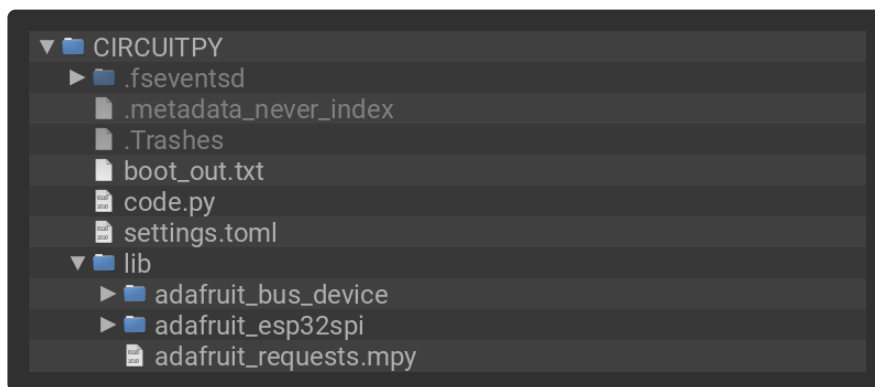 CIRCUITPY
.fseventsd
.metadata_never_index
.Trashes
boot_out.txt
code.py
settings.toml
lib
adafruit_bus_device
adafruit_esp32spi
adafruit_requests.mpy